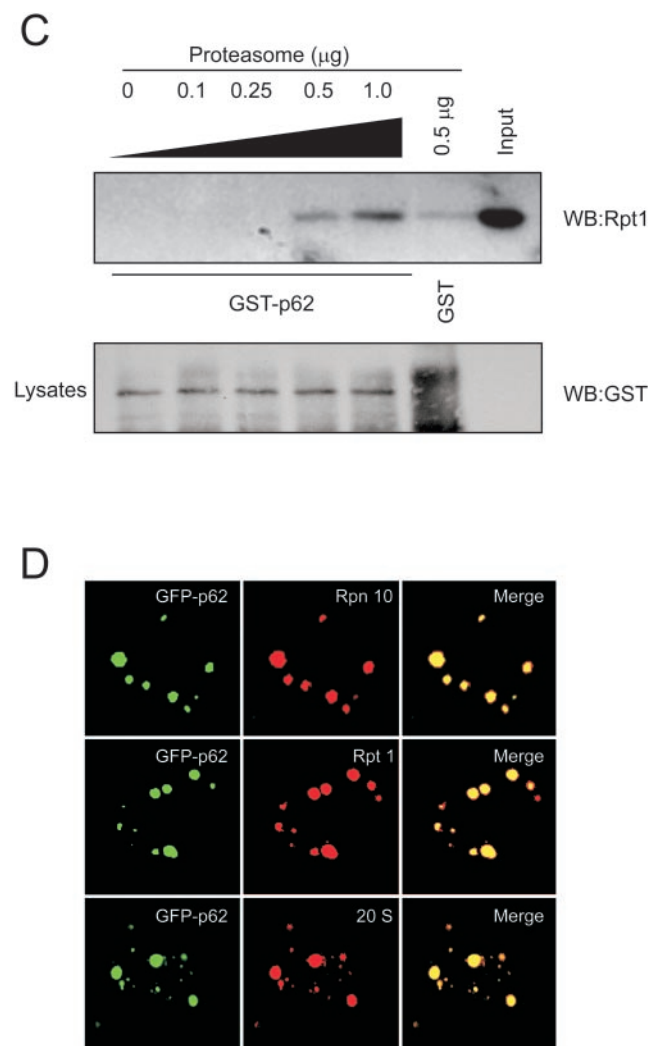 C
Proteasome (μg)
0 0.1 0.25 0.5 1.0 0.5 μg Input
WB:Rpt1
GST-p62 GST
Lysates WB:GST
D
GFP-p62 Rpn 10 Merge
GFP-p62 Rpt 1 Merge
GFP-p62 20 S Merge